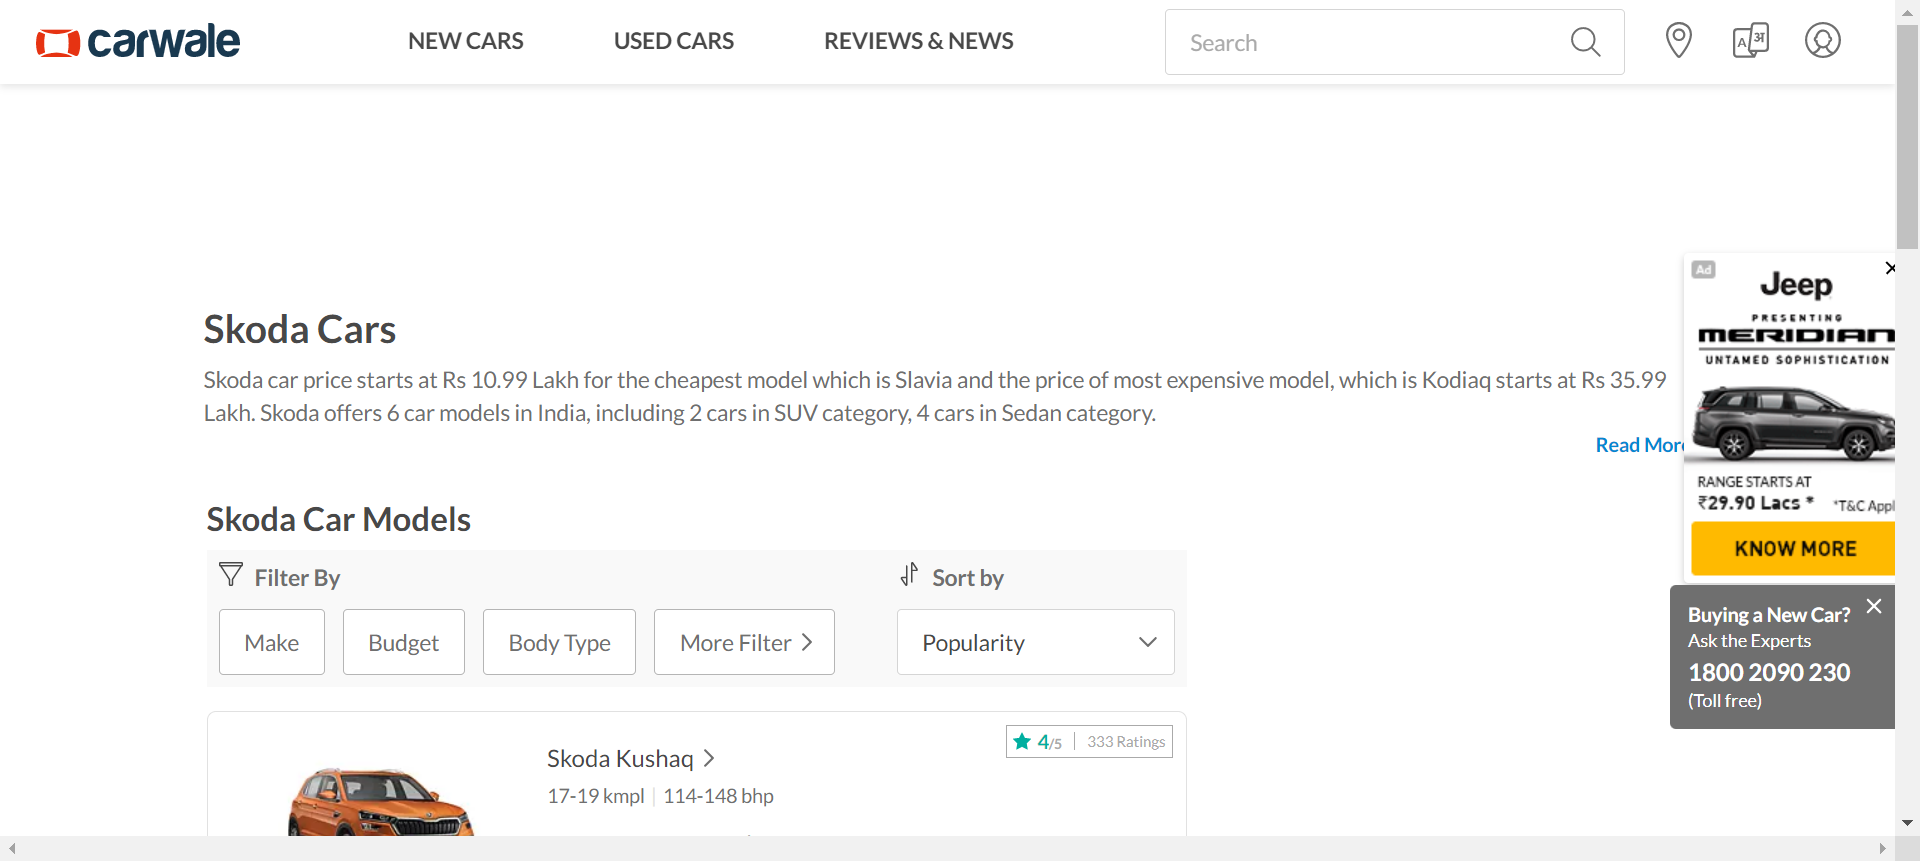 carwale
NEW CARS
USED CARS
REVIEWS & NEWS
Search
A अ
Skoda Cars
Skoda car price starts at Rs 10.99 Lakh for the cheapest model which is Slavia and the price of most expensive model, which is Kodiaq starts at Rs 35.99
Lakh. Skoda offers 6 car models in India, including 2 cars in SUV category, 4 cars in Sedan category.
Read More
Ad
Jeep
PRESENTING
MERIDIAN
UNTAMED SOPHISTICATION
RANGE STARTS AT
₹29.90 Lacs *
*T&C Appl
KNOW MORE
Skoda Car Models
Filter By
Sort by
Make
Budget
Body Type
More Filter
Popularity
Buying a New Car?
Ask the Experts
1800 2090 230
(Toll free)
Skoda Kushaq
4/5
333 Ratings
17-19 kmpl | 114-148 bhp